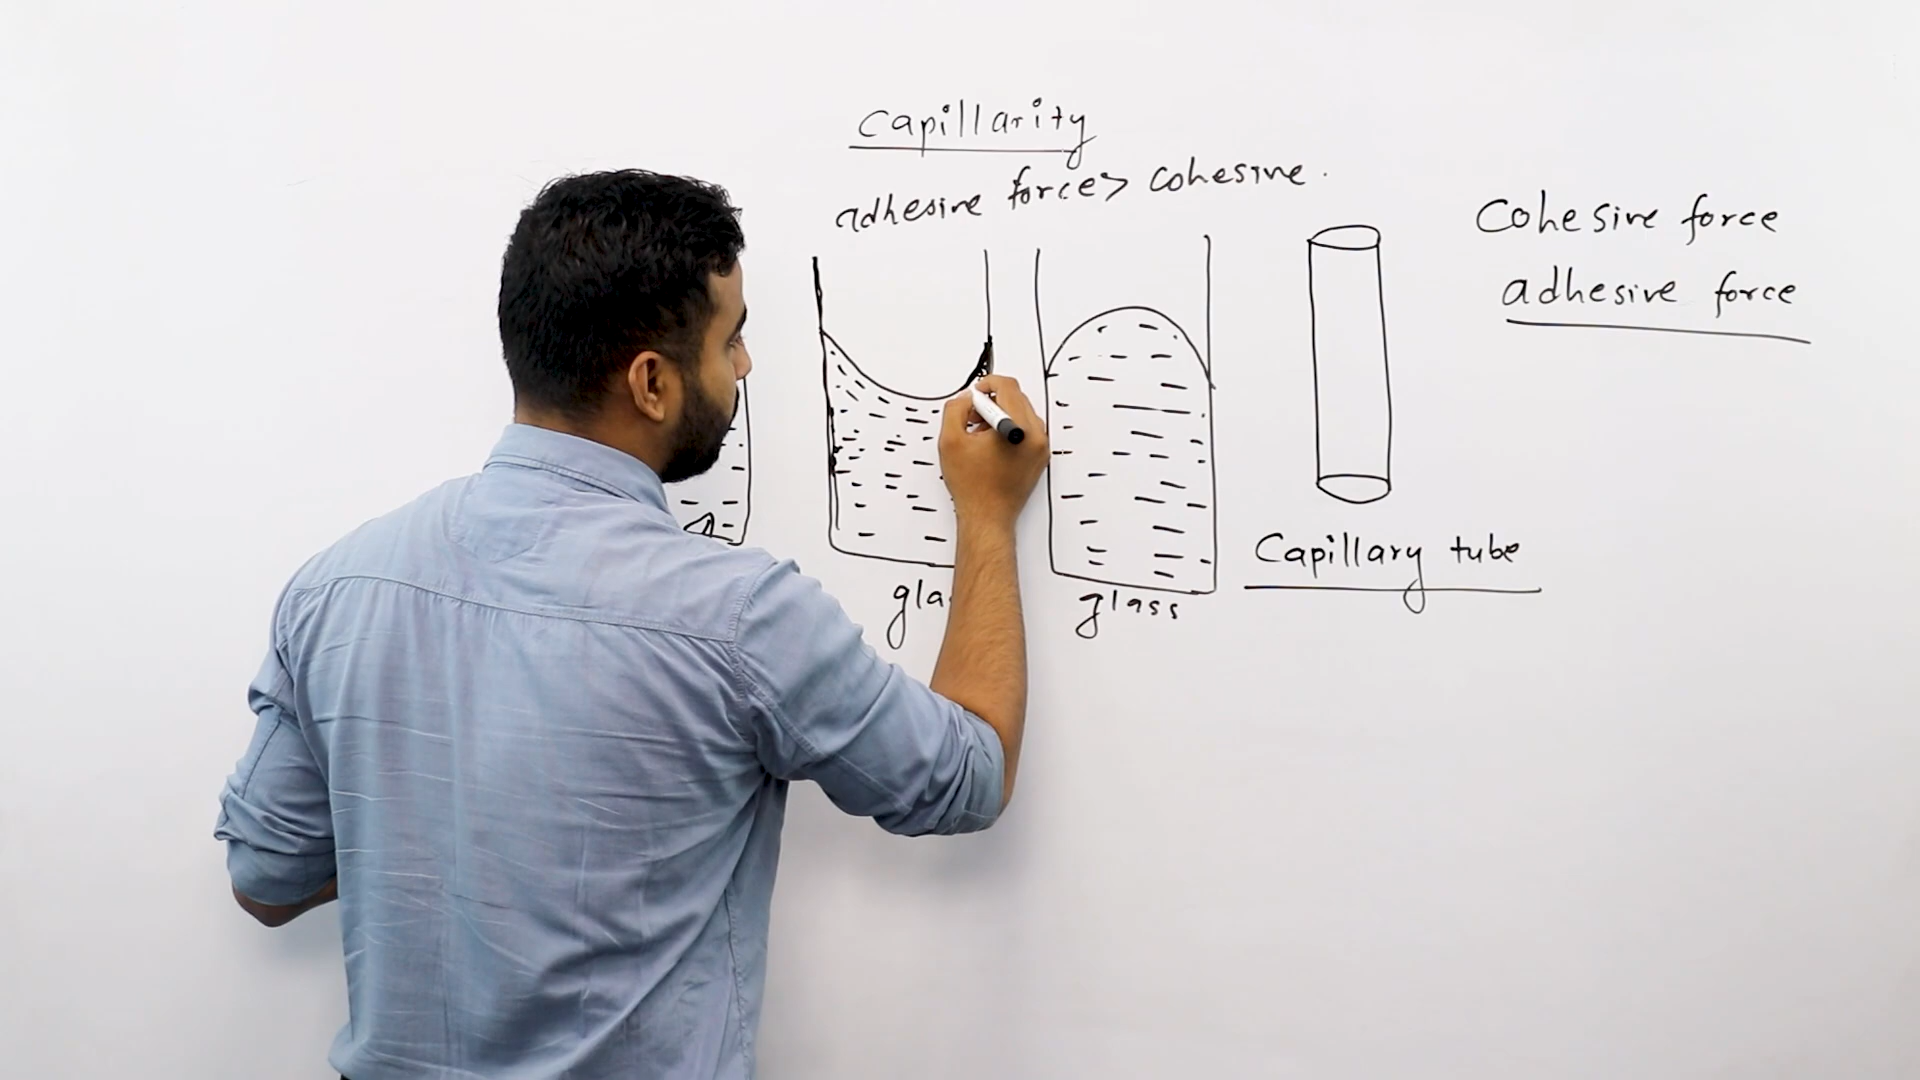 Capillarity
adhesive force > Cohesive.
Cohesive force
adhesive force
Capillary tube
glass